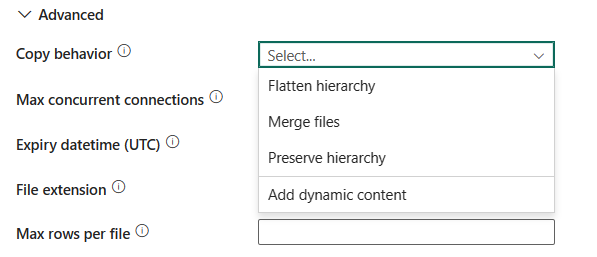 Advanced
Copy behavior
Select...
Flatten hierarchy
Max concurrent connections
Merge files
Expiry datetime (UTC)
Preserve hierarchy
File extension
Add dynamic content
Max rows per file